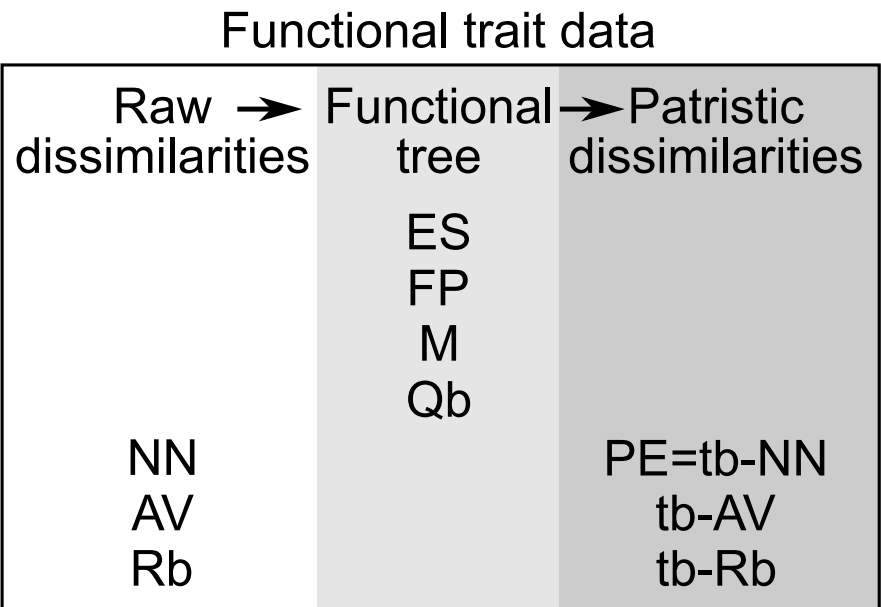 Functional trait data
Raw → Functional → Patristic
dissimilarities tree dissimilarities
ES
FP
M
Qb
NN PE=tb-NN
AV tb-AV
Rb tb-Rb